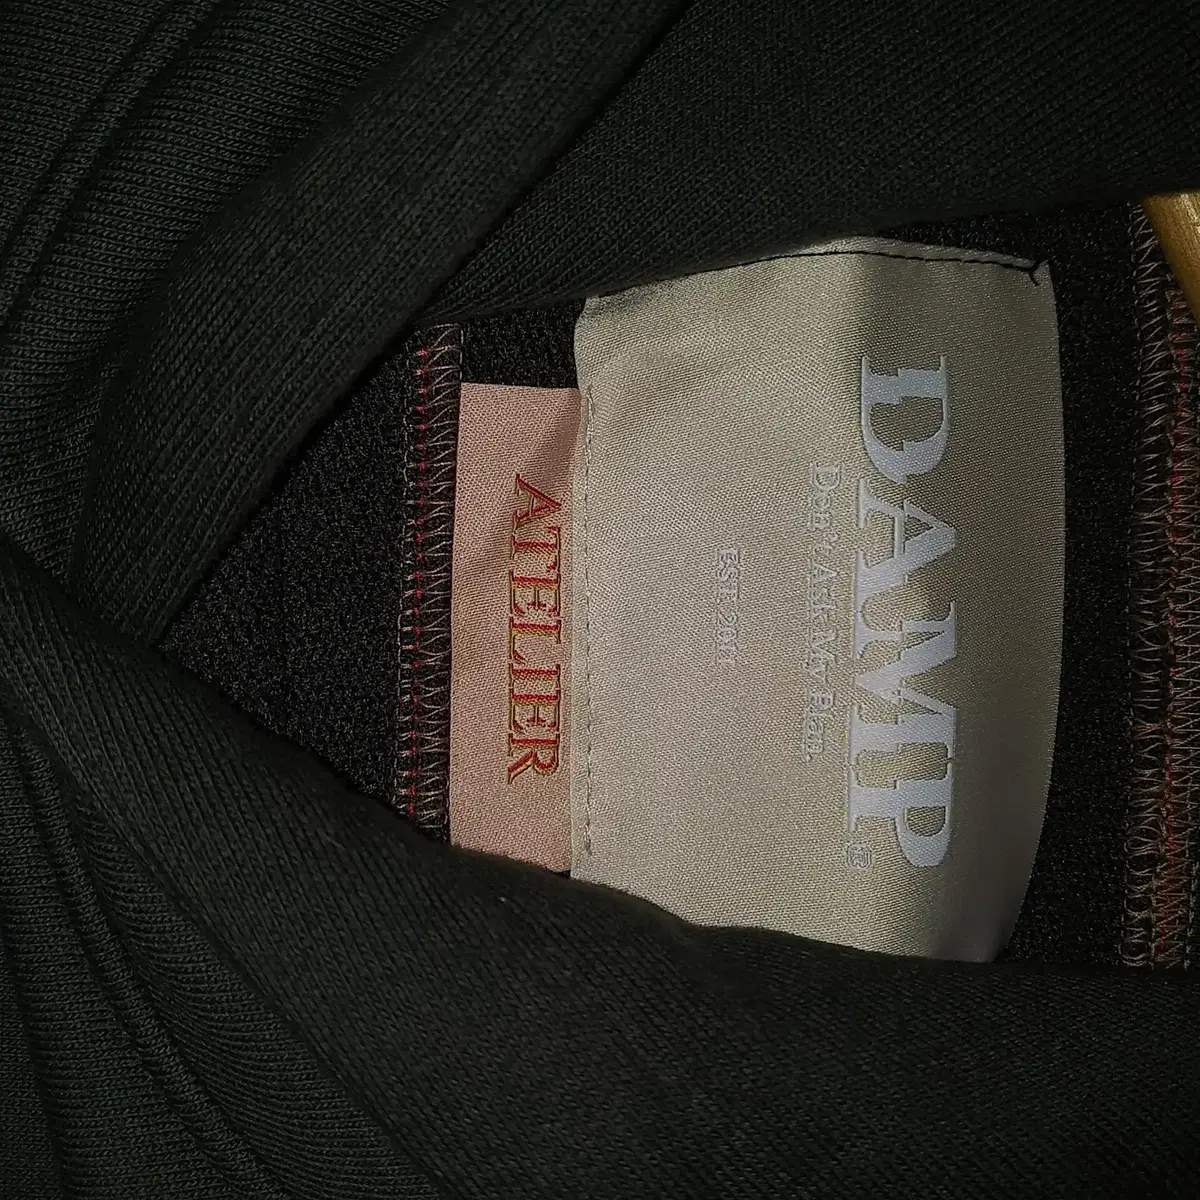 DAMP®
Don't Ask My Plan.
EST 2011
ATELIER